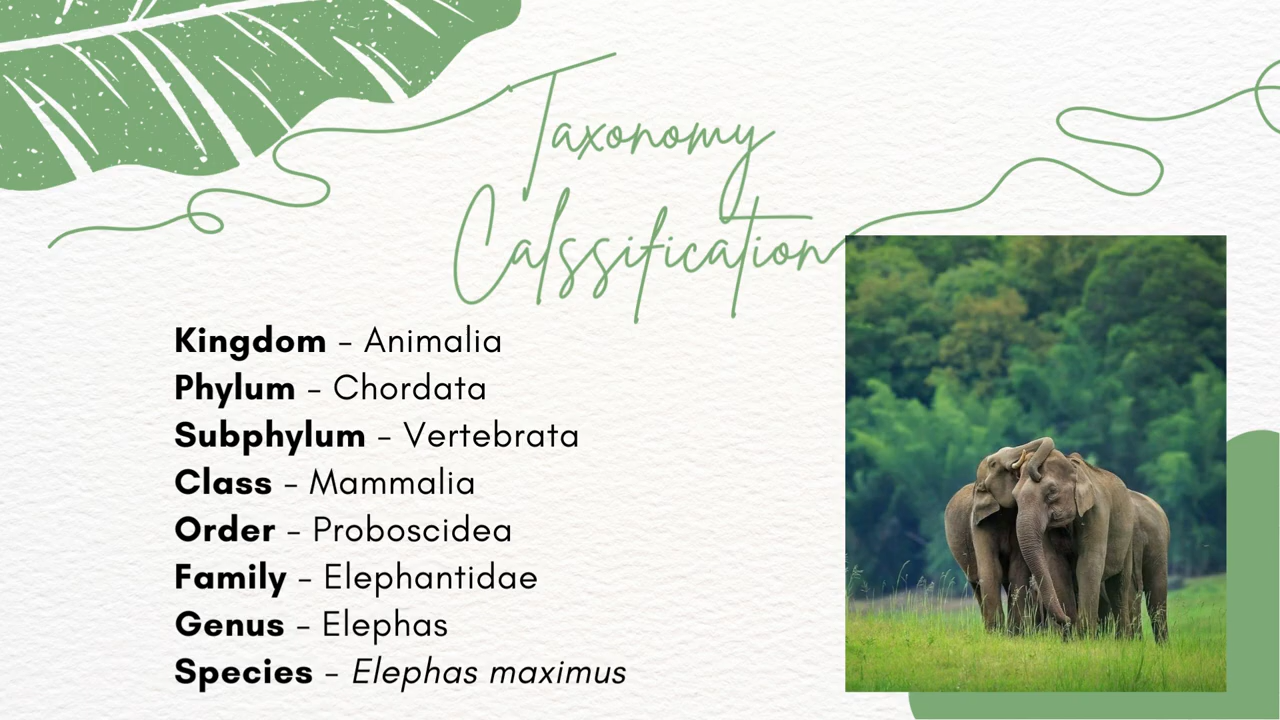 Taxonomy
Calssification
Kingdom – Animalia
Phylum – Chordata
Subphylum – Vertebrata
Class – Mammalia
Order – Proboscidea
Family – Elephantidae
Genus – Elephas
Species – Elephas maximus